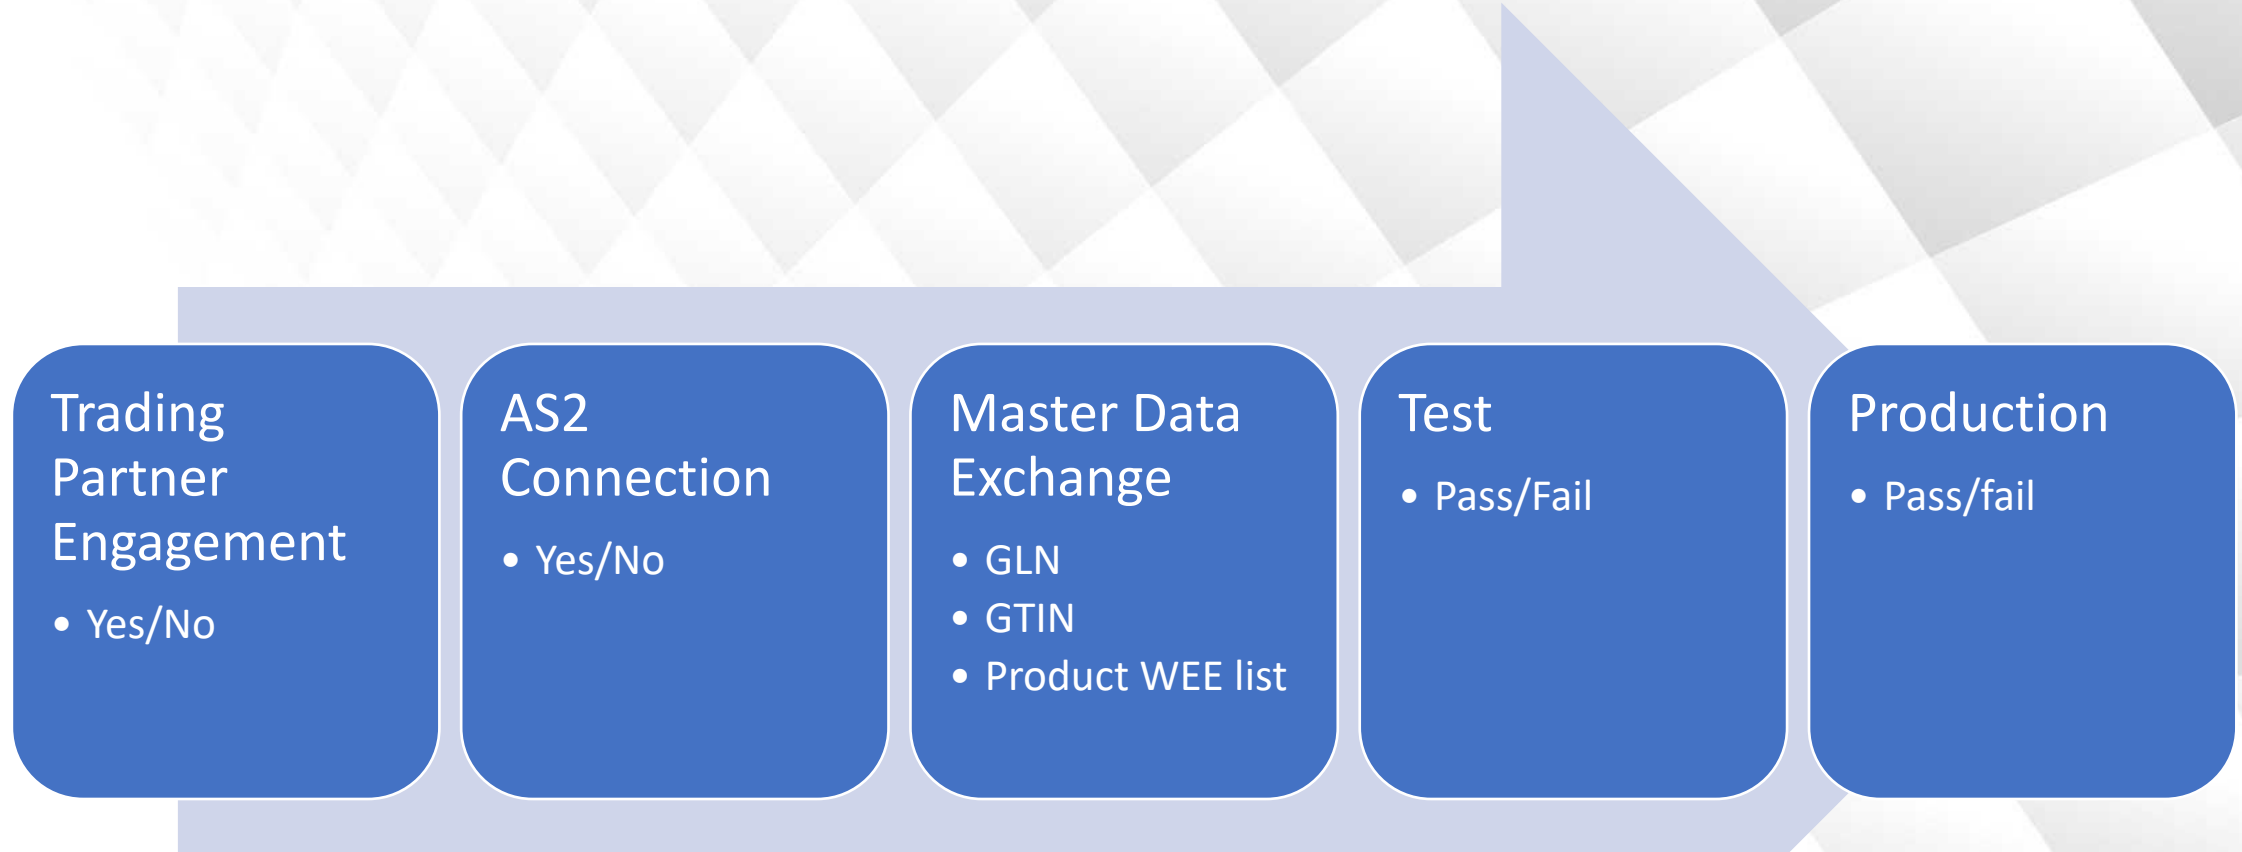 Trading
Partner
Engagement
• Yes/No
AS2
Connection
• Yes/No
Master Data
Exchange
• GLN
• GTIN
• Product WEE list
Test
• Pass/Fail
Production
• Pass/fail